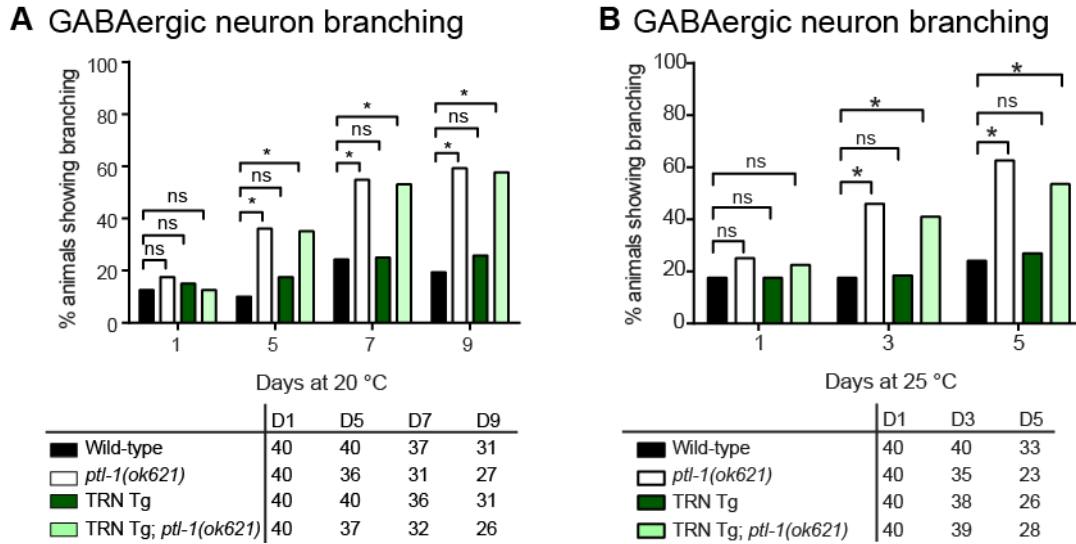 A GABAergic neuron branching
% animals showing branching
100
80
60
40
20
0
ns
ns
ns
*
ns
*
*
ns
*
*
ns
*
1 5 7 9
Days at 20 °C
D1 D5 D7 D9
Wild-type 40 40 37 31
ptl-1(ok621) 40 36 31 27
TRN Tg 40 40 36 31
TRN Tg; ptl-1(ok621) 40 37 32 26
B GABAergic neuron branching
% animals showing branching
100
80
60
40
20
0
ns
ns
ns
*
ns
*
*
ns
*
1 3 5
Days at 25 °C
D1 D3 D5
Wild-type 40 40 33
ptl-1(ok621) 40 35 23
TRN Tg 40 38 26
TRN Tg; ptl-1(ok621) 40 39 28